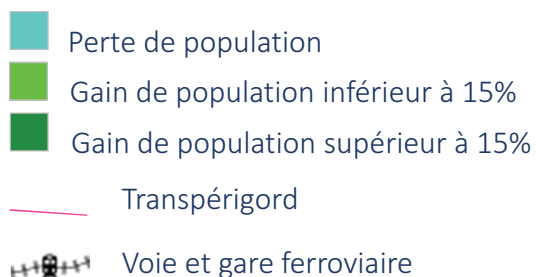 Perte de population
Gain de population inférieur à 15%
Gain de population supérieur à 15%
Transpérigord
Voie et gare ferroviaire